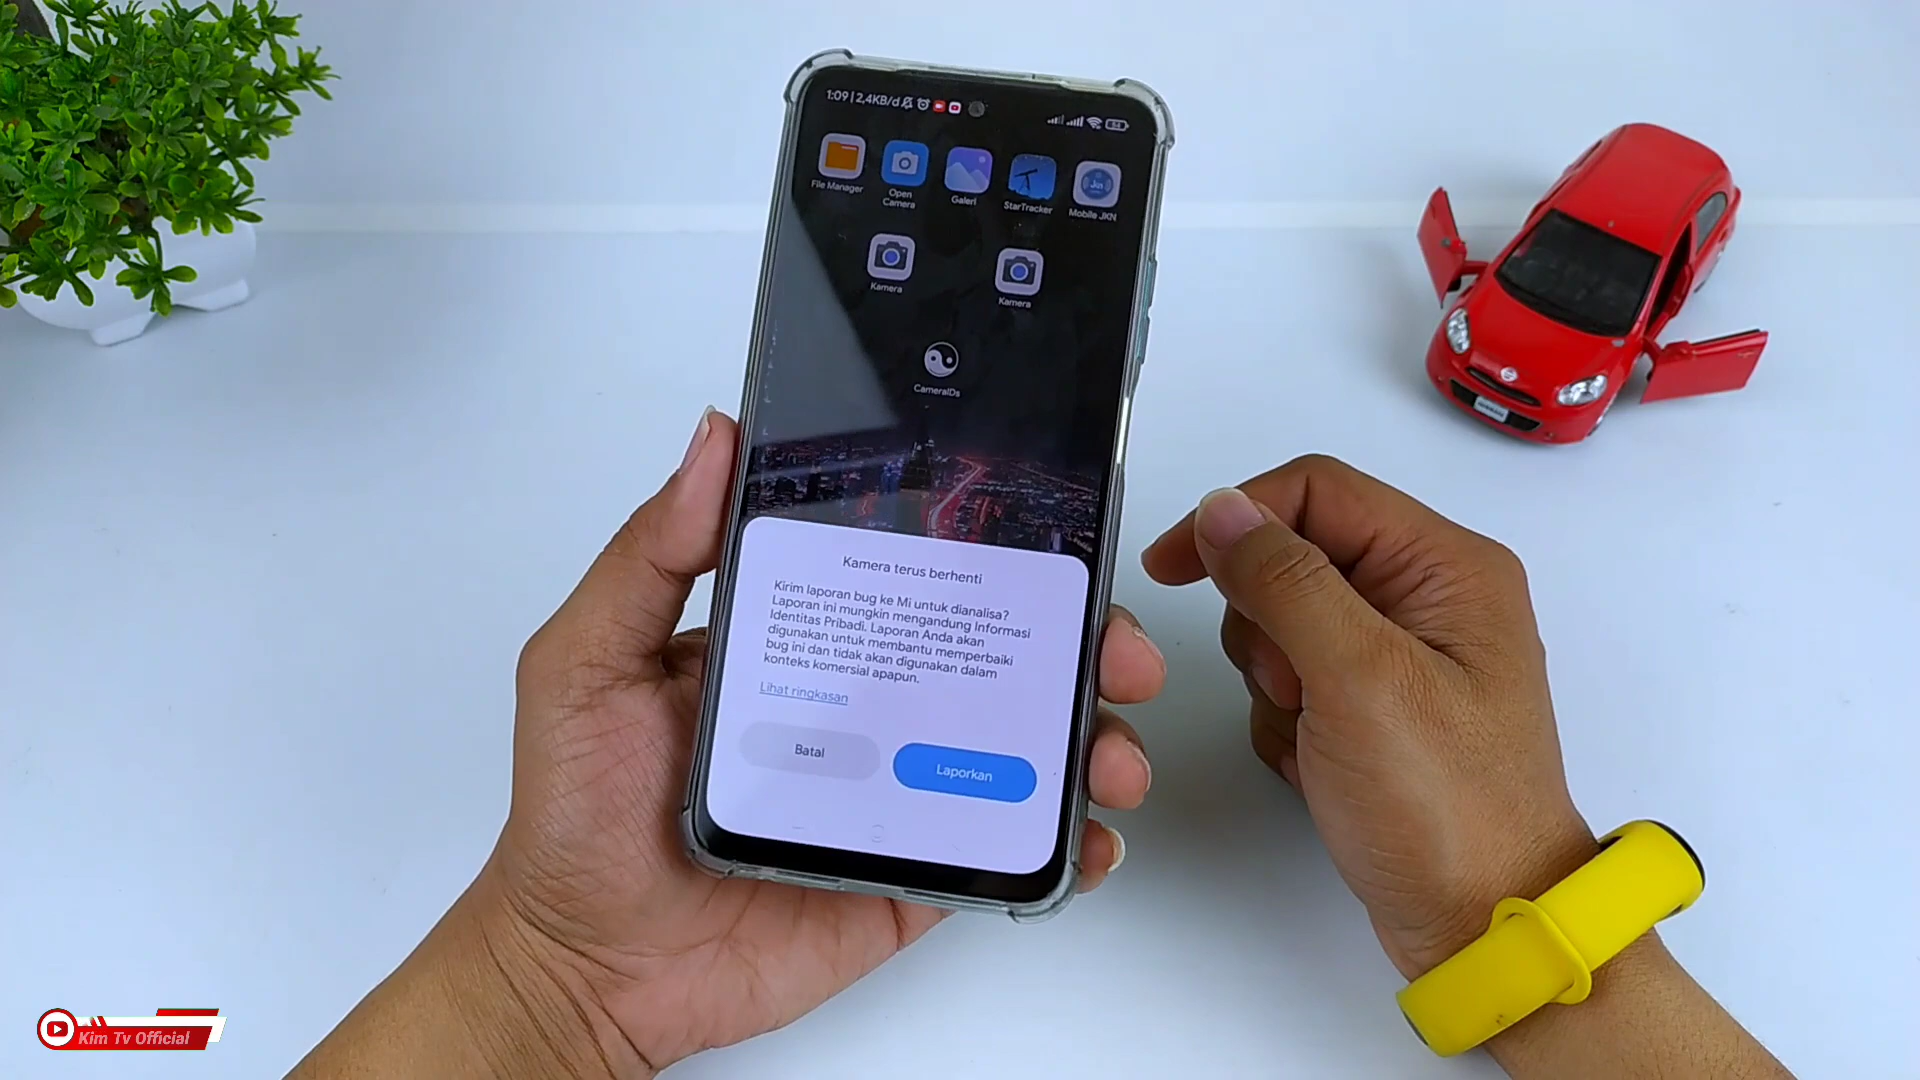 1:09 | 2,4KB/d
54
File Manager
Open
Camera
Galeri
StarTracker
Mobile JKN
Kamera
Kamera
CameraIDs
Kamera terus berhenti
Kirim laporan bug ke Mi untuk dianalisa?
Laporan ini mungkin mengandung Informasi
Identitas Pribadi. Laporan Anda akan
digunakan untuk membantu memperbaiki
bug ini dan tidak akan digunakan dalam
konteks komersial apapun.
Lihat ringkasan
Batal
Laporkan
Kim Tv Official